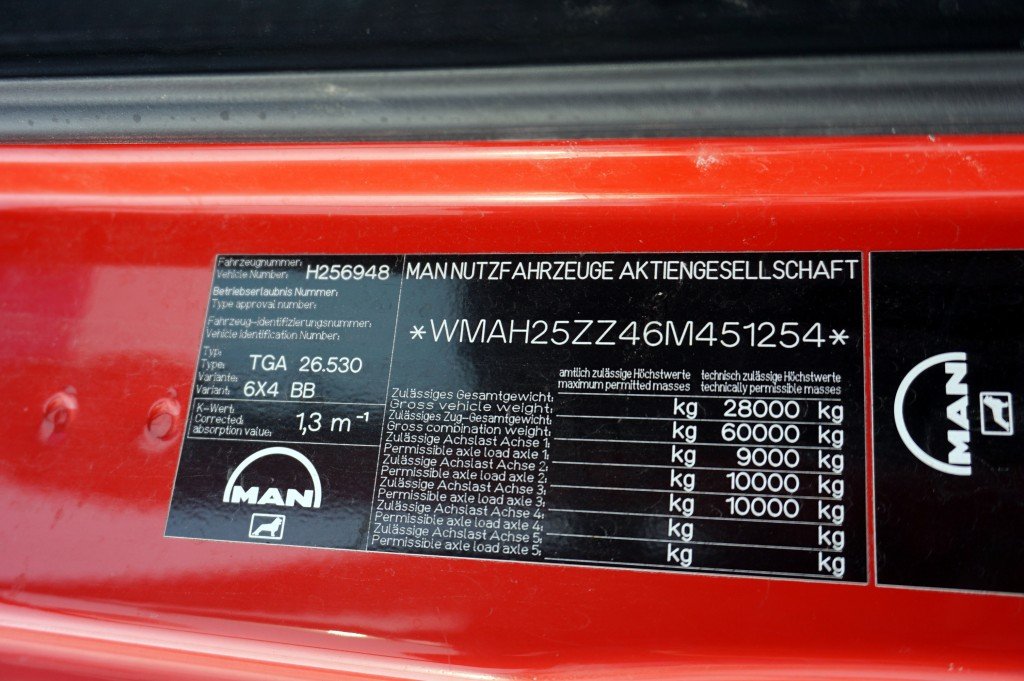 Fahrzeugnummer:
Vehicle Number: H256948
Betriebserlaubnis Nummer:
Type approval number:
Fahrzeug-identifizierungsnummer:
Vehicle identification Number:
Typ:
Type: TGA 26.530
Variante:
Variant: 6X4 BB
K-Wert:
Corrected: 1,3 m⁻¹
absorption value:
MAN
MAN NUTZFAHRZEUGE AKTIENGESELLSCHAFT
*WMAH25ZZ46M451254*
amtlich zulässige Höchstwerte technisch zulässige Höchstwerte
maximum permitted masses technically permissible masses
Zulässiges Gesamtgewicht:
Gross vehicle weight: kg 28000 kg
Zulässiges Zug-Gesamtgewicht:
Gross combination weight: kg 60000 kg
Zulässige Achslast Achse 1:
Permissible axle load axle 1: kg 9000 kg
Zulässige Achslast Achse 2:
Permissible axle load axle 2: kg 10000 kg
Zulässige Achslast Achse 3:
Permissible axle load axle 3: kg 10000 kg
Zulässige Achslast Achse 4:
Permissible axle load axle 4: kg kg
Zulässige Achslast Achse 5:
Permissible axle load axle 5: kg kg
MAN